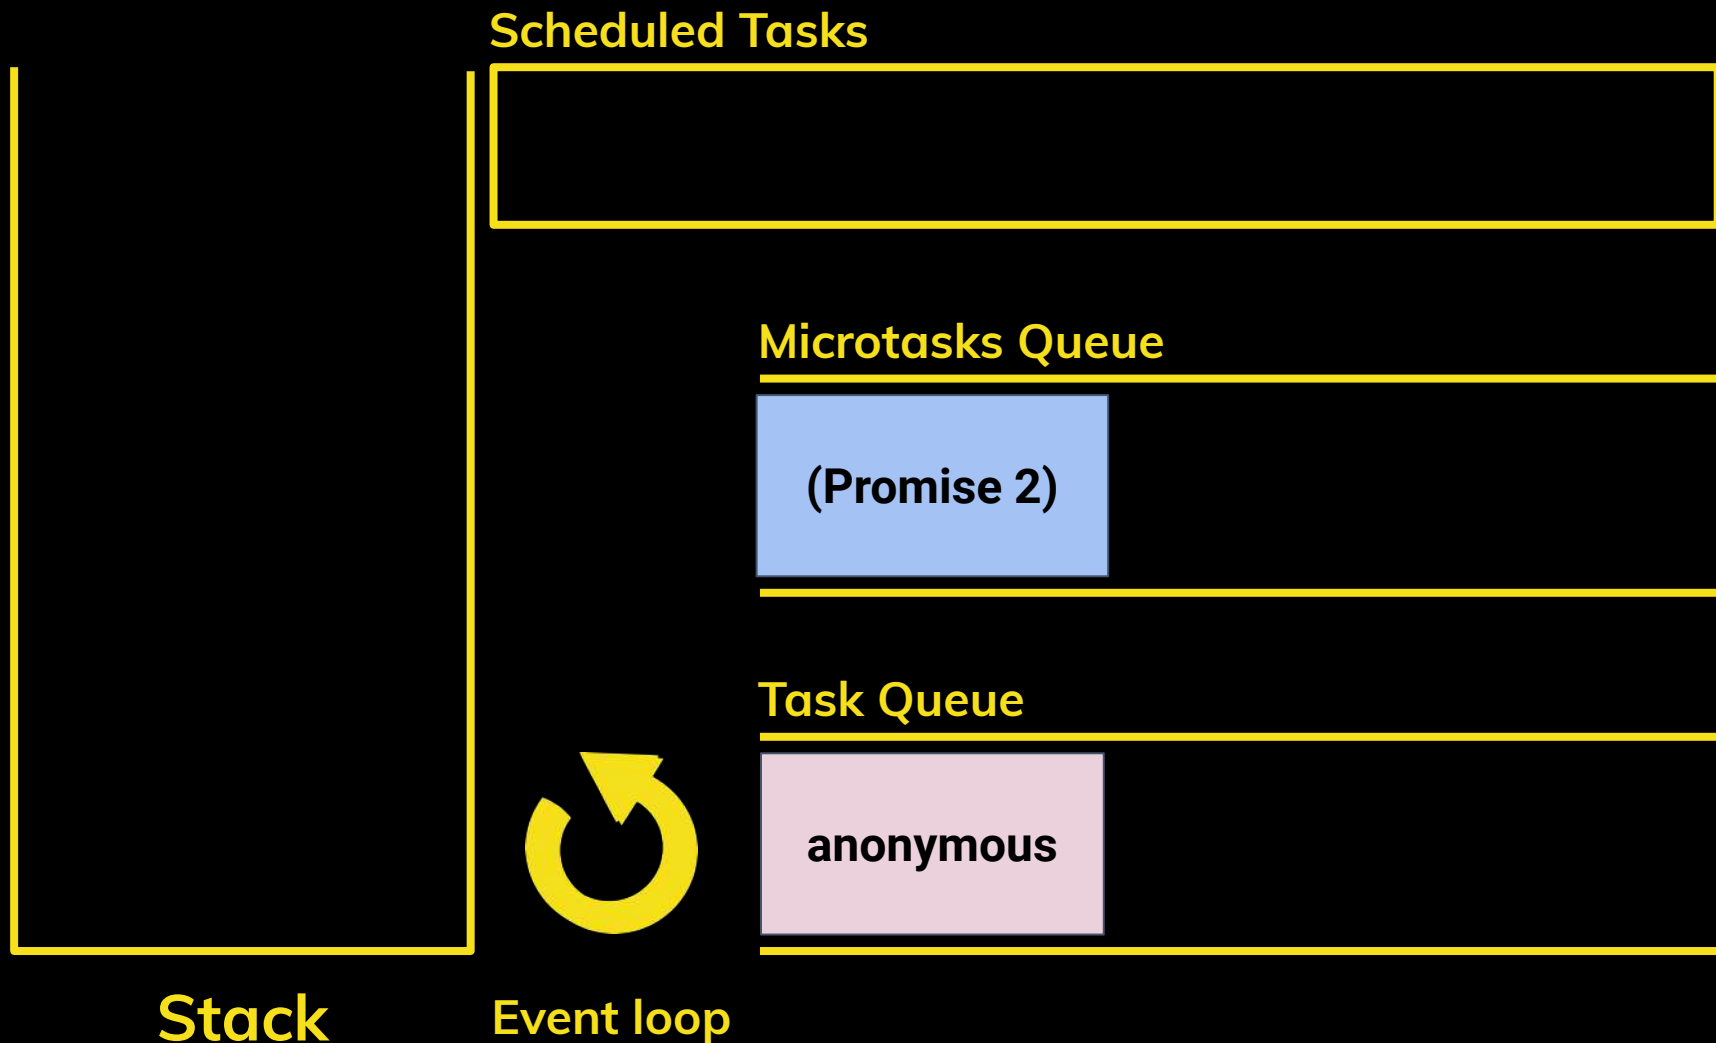 Scheduled Tasks
Microtasks Queue
(Promise 2)
Task Queue
anonymous
Stack
Event loop